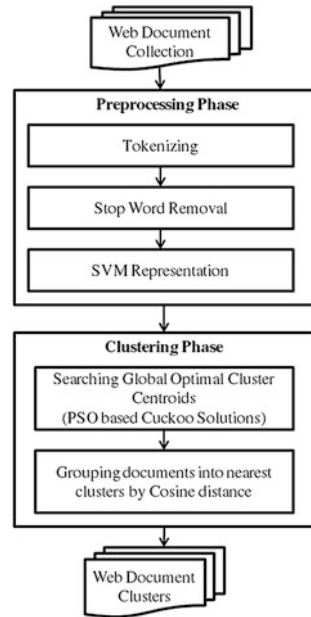 Web Document
Collection
Preprocessing Phase
Tokenizing
Stop Word Removal
SVM Representation
Clustering Phase
Searching Global Optimal Cluster
Centroids
(PSO based Cuckoo Solutions)
Grouping documents into nearest
clusters by Cosine distance
Web Document
Clusters